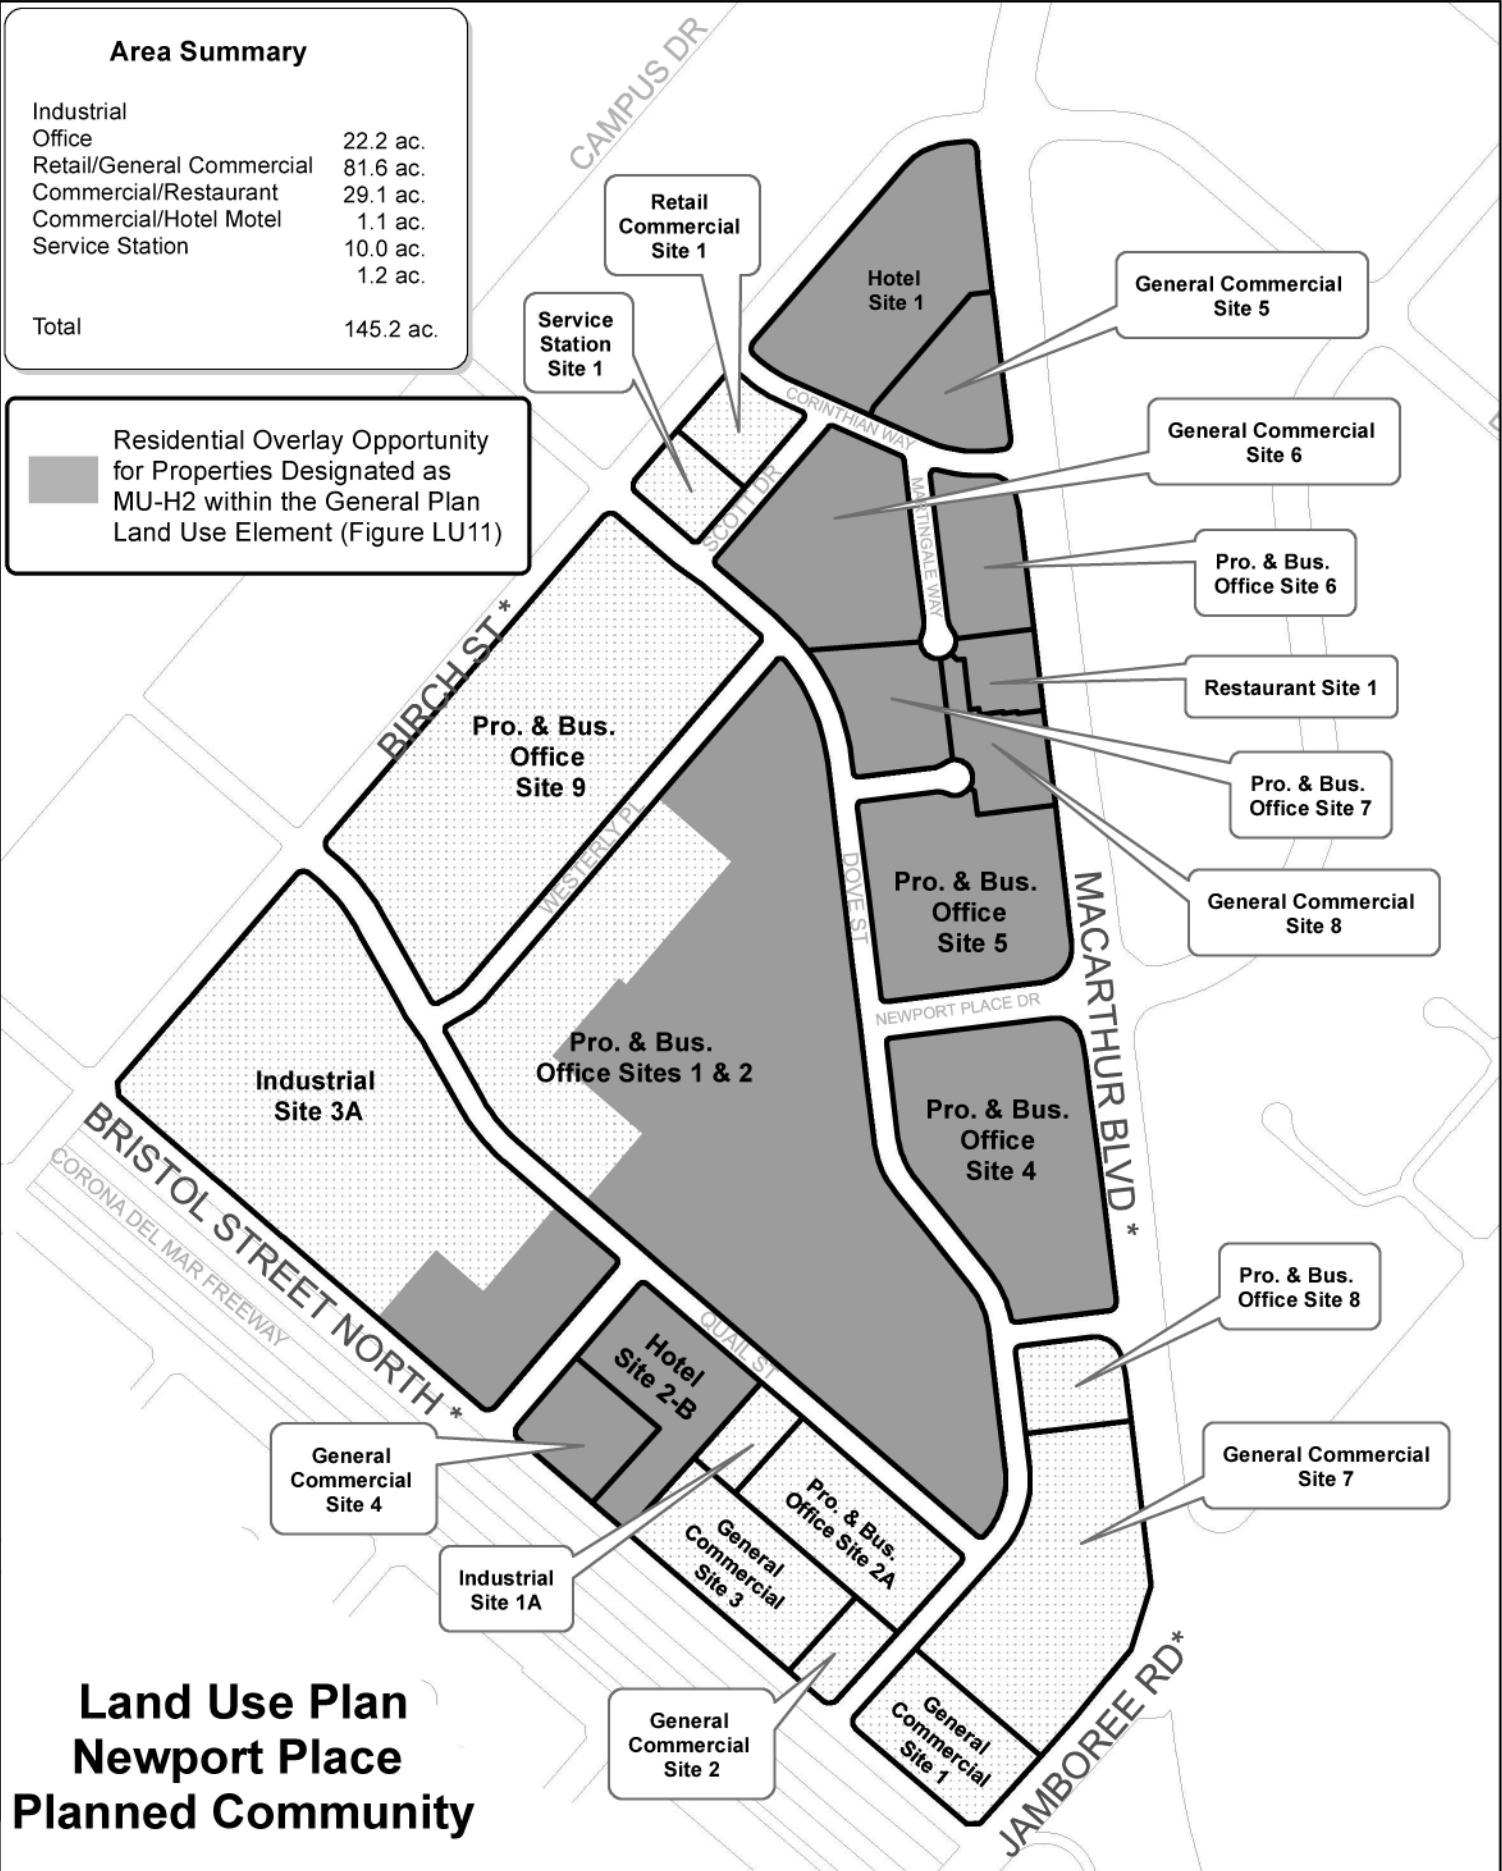 Area Summary
Industrial
Office 22.2 ac.
Retail/General Commercial 81.6 ac.
Commercial/Restaurant 29.1 ac.
Commercial/Hotel Motel 1.1 ac.
Service Station 10.0 ac.
1.2 ac.
Total 145.2 ac.
Residential Overlay Opportunity
for Properties Designated as
MU-H2 within the General Plan
Land Use Element (Figure LU11)
CAMPUS DR
Retail
Commercial
Site 1
Service
Station
Site 1
Hotel
Site 1
General Commercial
Site 5
CORINTHIAN WAY
General Commercial
Site 6
SCOTT DR
MARTINGALE WAY
Pro. & Bus.
Office Site 6
BIRCH ST *
Restaurant Site 1
Pro. & Bus.
Office
Site 9
Pro. & Bus.
Office Site 7
WESTERLY PL
DOVE ST
Pro. & Bus.
Office
Site 5
General Commercial
Site 8
MACARTHUR BLVD *
NEWPORT PLACE DR
Pro. & Bus.
Office Sites 1 & 2
Industrial
Site 3A
Pro. & Bus.
Office
Site 4
BRISTOL STREET NORTH *
CORONA DEL MAR FREEWAY
Pro. & Bus.
Office Site 8
QUAIL ST
Hotel
Site 2-B
General
Commercial
Site 4
General Commercial
Site 7
Pro. & Bus.
Office Site 2A
General
Commercial
Site 3
Industrial
Site 1A
General
Commercial
Site 2
General
Commercial
Site 1
JAMBOREE RD*
Land Use Plan
Newport Place
Planned Community